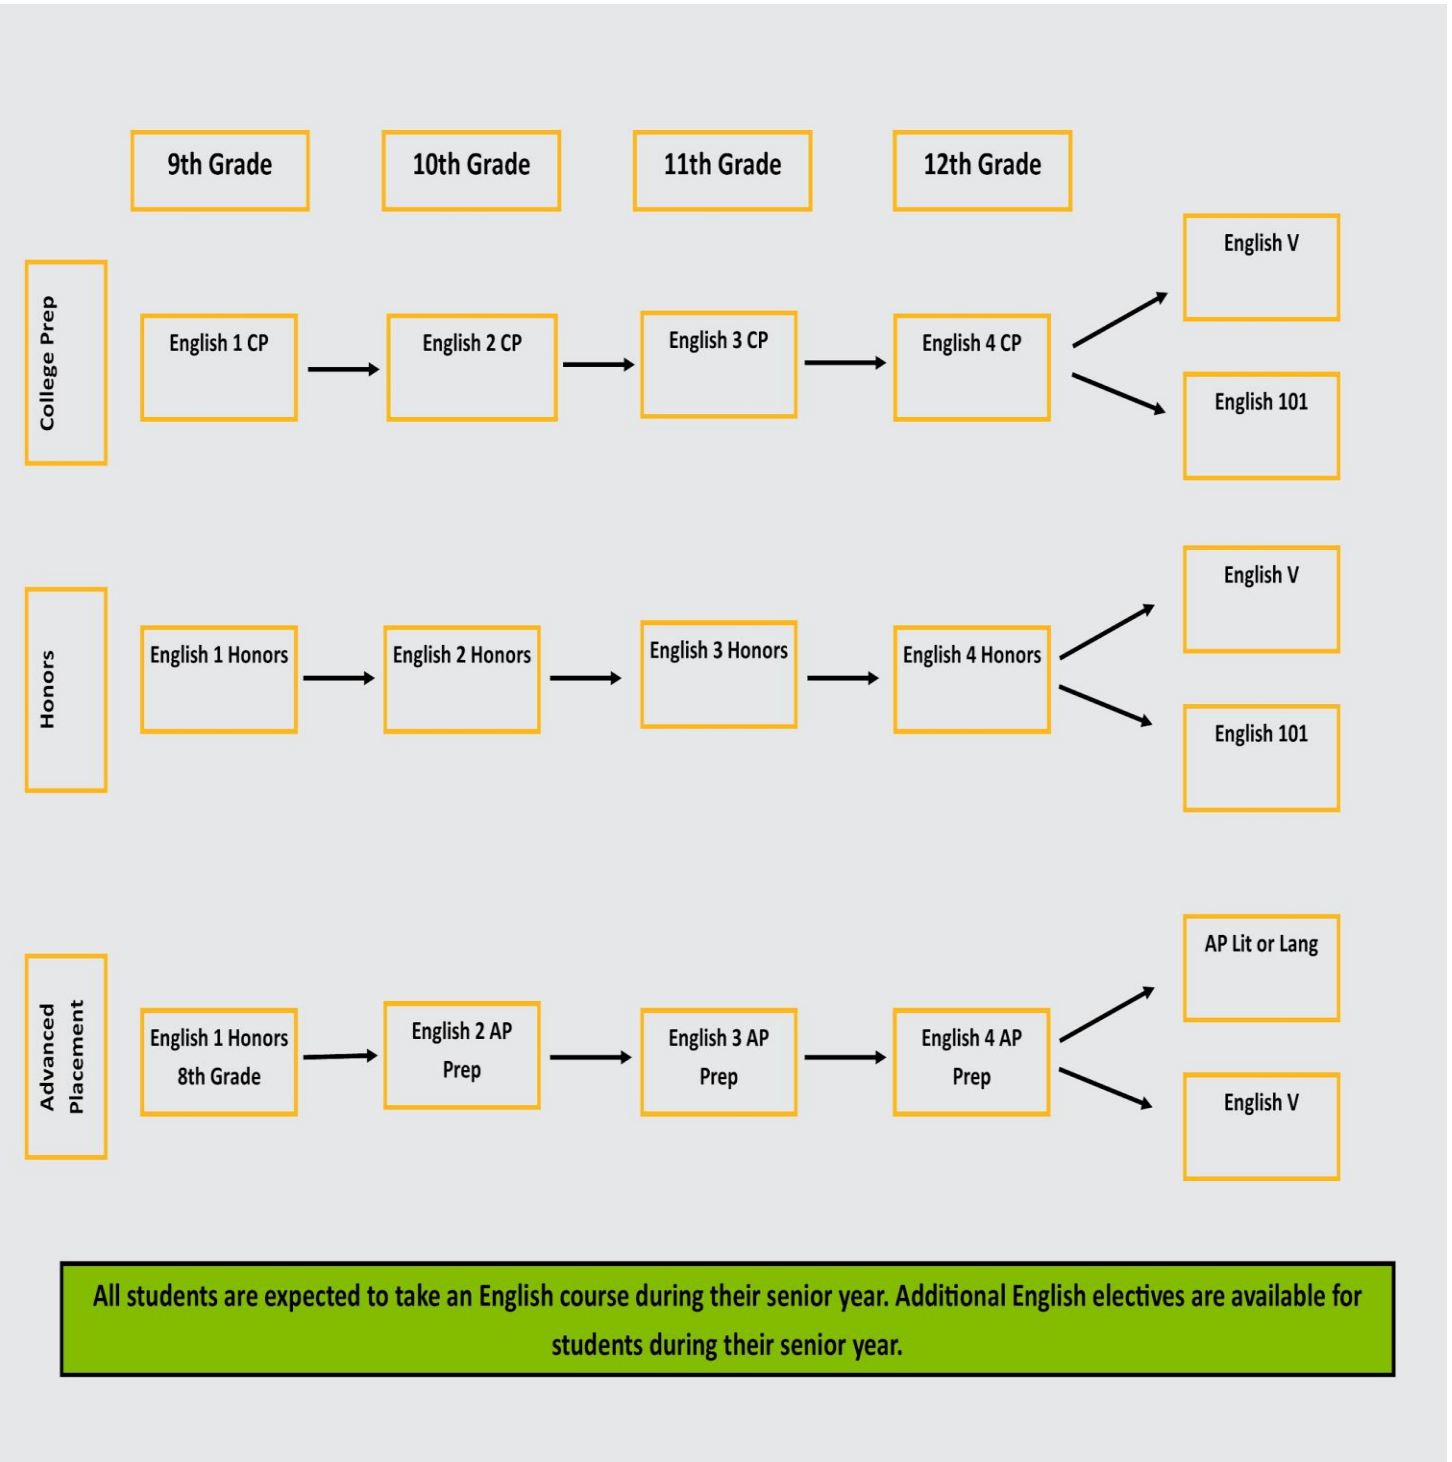 9th Grade
10th Grade
11th Grade
12th Grade
College Prep
English 1 CP
English 2 CP
English 3 CP
English 4 CP
English V
English 101
Honors
English 1 Honors
English 2 Honors
English 3 Honors
English 4 Honors
English V
English 101
Advanced
Placement
English 1 Honors
8th Grade
English 2 AP
Prep
English 3 AP
Prep
English 4 AP
Prep
AP Lit or Lang
English V
All students are expected to take an English course during their senior year. Additional English electives are available for
students during their senior year.